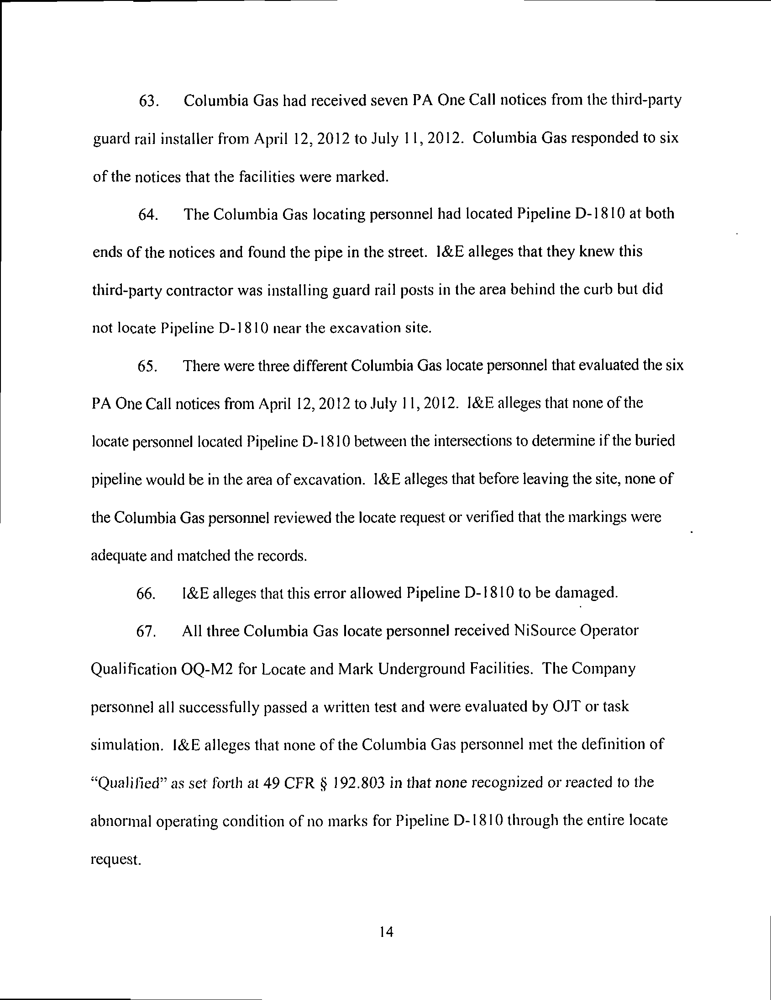 63. Columbia Gas had received seven PA One Call notices from the third-party
guard rail installer from April 12, 2012 to July 11, 2012. Columbia Gas responded to six
of the notices that the facilities were marked.
64. The Columbia Gas locating personnel had located Pipeline D-1810 at both
ends of the notices and found the pipe in the street. I&E alleges that they knew this
third-party contractor was installing guard rail posts in the area behind the curb but did
not locate Pipeline D-1810 near the excavation site.
65. There were three different Columbia Gas locate personnel that evaluated the six
PA One Call notices from April 12, 2012 to July 11, 2012. I&E alleges that none of the
locate personnel located Pipeline D-1810 between the intersections to determine if the buried
pipeline would be in the area of excavation. I&E alleges that before leaving the site, none of
the Columbia Gas personnel reviewed the locate request or verified that the markings were
adequate and matched the records.
66. I&E alleges that this error allowed Pipeline D-1810 to be damaged.
67. All three Columbia Gas locate personnel received NiSource Operator
Qualification OQ-M2 for Locate and Mark Underground Facilities. The Company
personnel all successfully passed a written test and were evaluated by OJT or task
simulation. I&E alleges that none of the Columbia Gas personnel met the definition of
“Qualified” as set forth at 49 CFR § 192.803 in that none recognized or reacted to the
abnormal operating condition of no marks for Pipeline D-1810 through the entire locate
request.
14